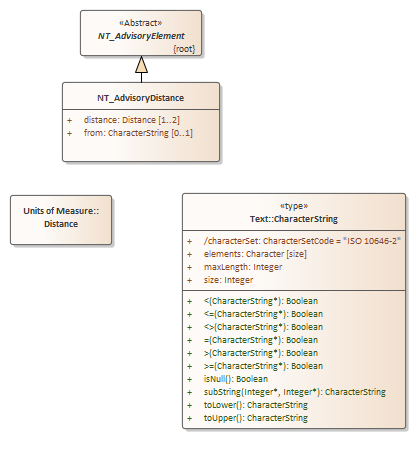 «Abstract»
NT_AdvisoryElement
{root}
NT_AdvisoryDistance
+ distance: Distance [1..2]
+ from: CharacterString [0..1]
Units of Measure::
Distance
«type»
Text::CharacterString
+ /characterSet: CharacterSetCode = "ISO 10646-2"
+ elements: Character [size]
+ maxLength: Integer
+ size: Integer
+ <(CharacterString*): Boolean
+ <=(CharacterString*): Boolean
+ <>(CharacterString*): Boolean
+ =(CharacterString*): Boolean
+ >(CharacterString*): Boolean
+ >=(CharacterString*): Boolean
+ isNull(): Boolean
+ subString(Integer*, Integer*): CharacterString
+ toLower(): CharacterString
+ toUpper(): CharacterString